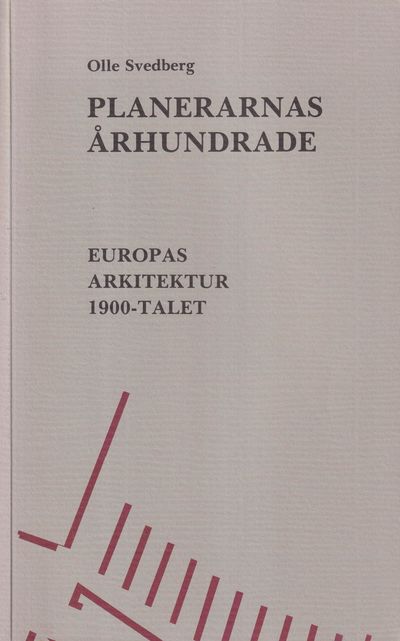 Olle Svedberg
PLANERARNAS
ÅRHUNDRADE
EUROPAS
ARKITEKTUR
1900-TALET